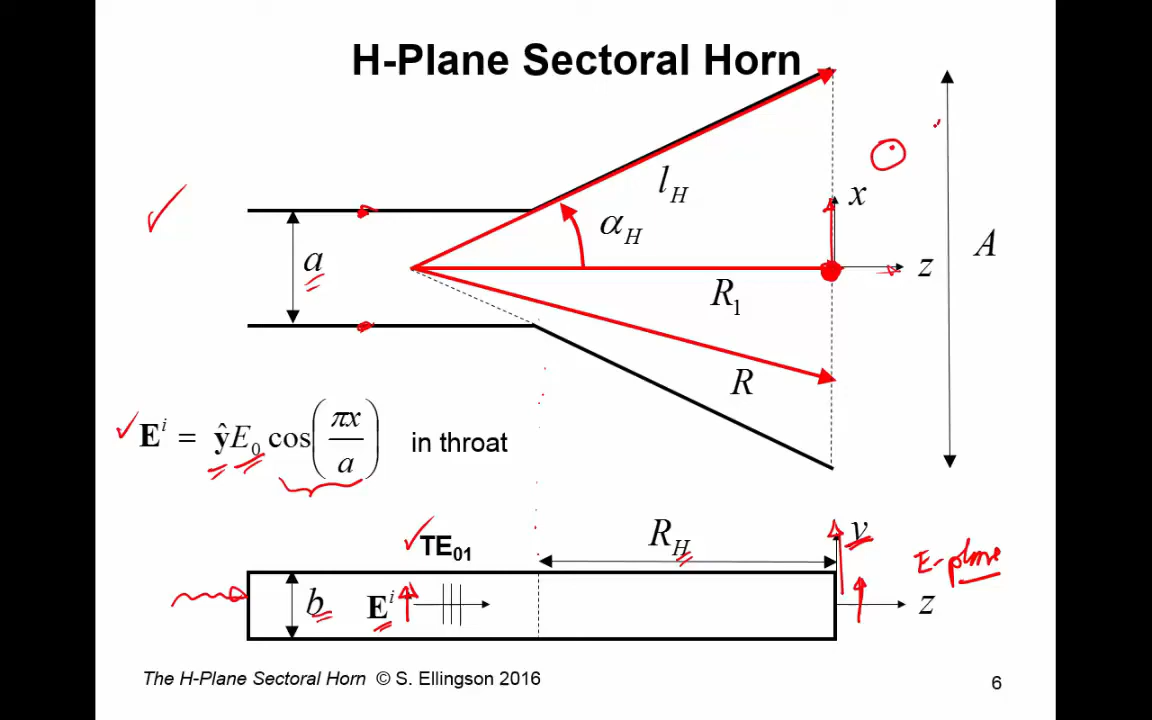 H-Plane Sectoral Horn
l_H
x
α_H
a
z
A
R_1
R
E^i = ŷE_0 cos(πx/a) in throat
TE_01
R_H
y
E-plane
b
E^i
z
The H-Plane Sectoral Horn © S. Ellingson 2016
6